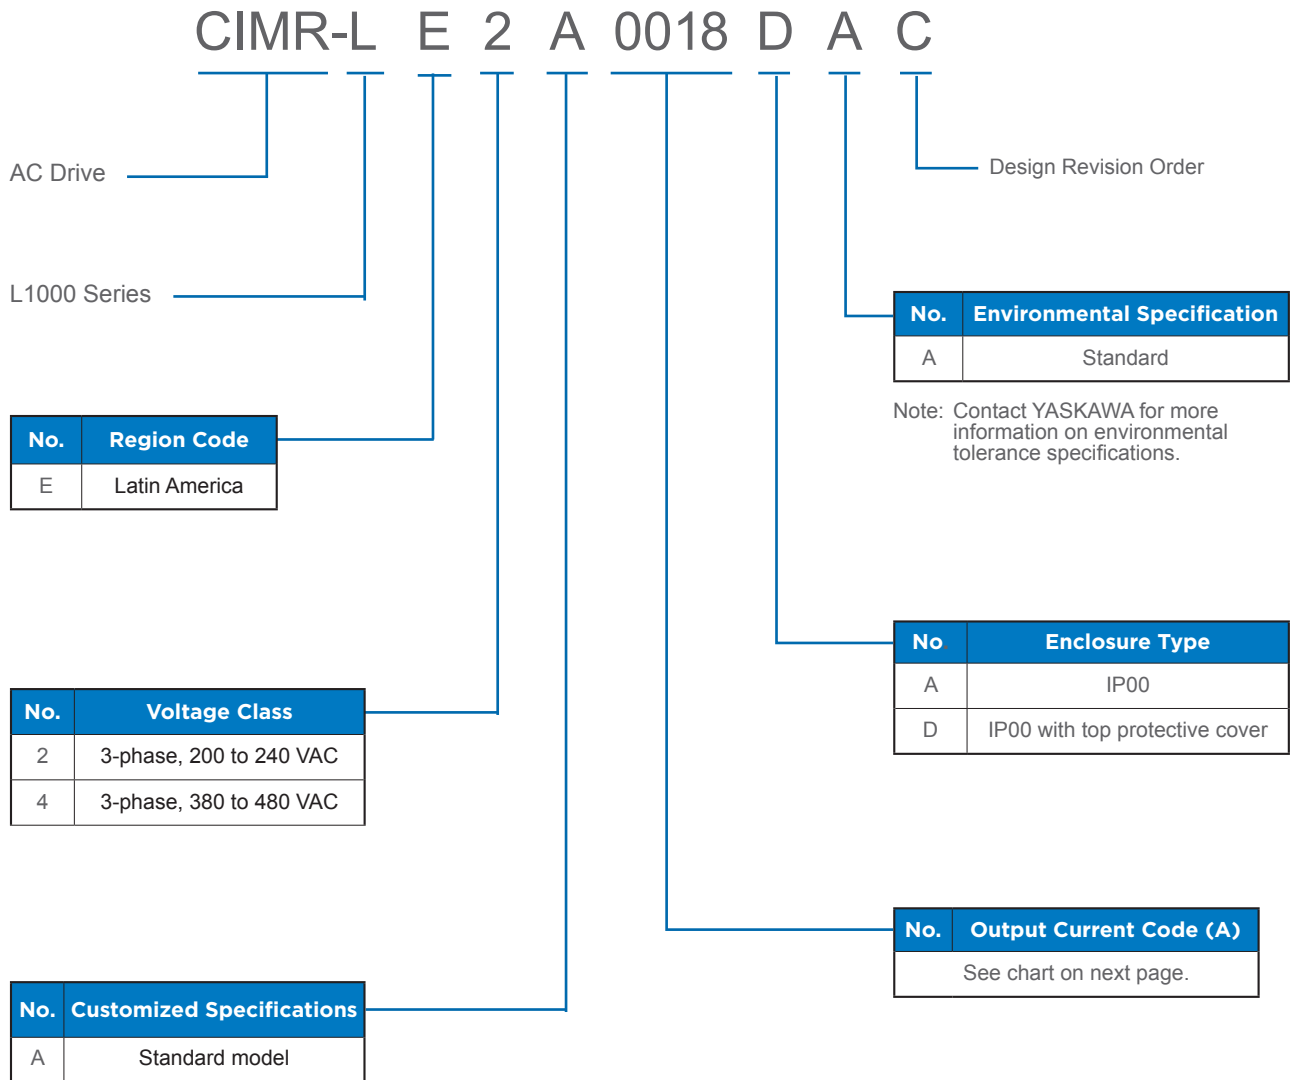 CIMR-L E 2 A 0018 D A C
AC Drive
Design Revision Order
L1000 Series
No. Environmental Specification
A Standard
Note: Contact YASKAWA for more
information on environmental
tolerance specifications.
No. Region Code
E Latin America
No. Enclosure Type
A IP00
D IP00 with top protective cover
No. Voltage Class
2 3-phase, 200 to 240 VAC
4 3-phase, 380 to 480 VAC
No. Output Current Code (A)
See chart on next page.
No. Customized Specifications
A Standard model